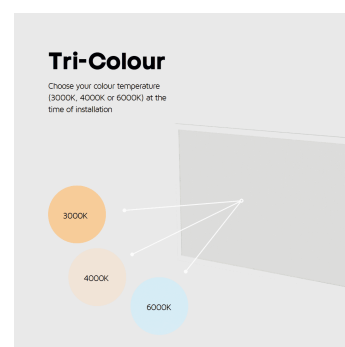 Tri-Colour
Choose your colour temperature
(3000K, 4000K or 6000K) at the
time of installation
3000K
4000K
6000K